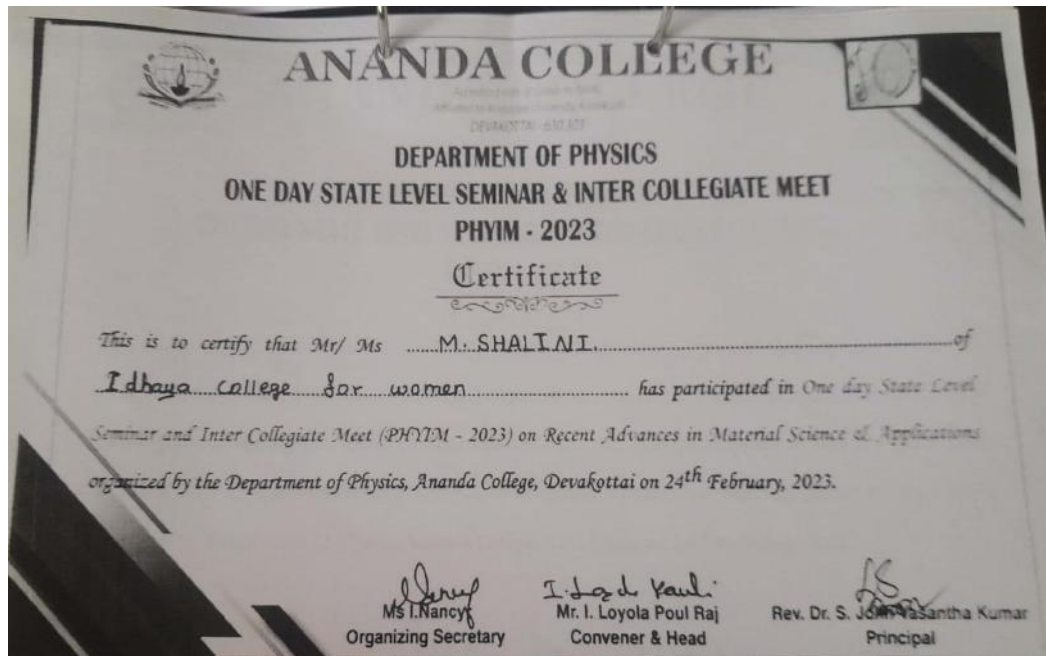 ANANDA COLLEGE
DEVAKOTTAI - 630 303
DEPARTMENT OF PHYSICS
ONE DAY STATE LEVEL SEMINAR & INTER COLLEGIATE MEET
PHYIM - 2023
Certificate
This is to certify that Mr/ Ms ......M. SHALINI.......................................................of
Idhaya college for women................................ has participated in One day State Level
Seminar and Inter Collegiate Meet (PHYIM - 2023) on Recent Advances in Material Science & Applications
organized by the Department of Physics, Ananda College, Devakottai on 24th February, 2023.
Ms I.Nancy Mr. I. Loyola Poul Raj Rev. Dr. S. John Vasantha Kumar
Organizing Secretary Convener & Head Principal